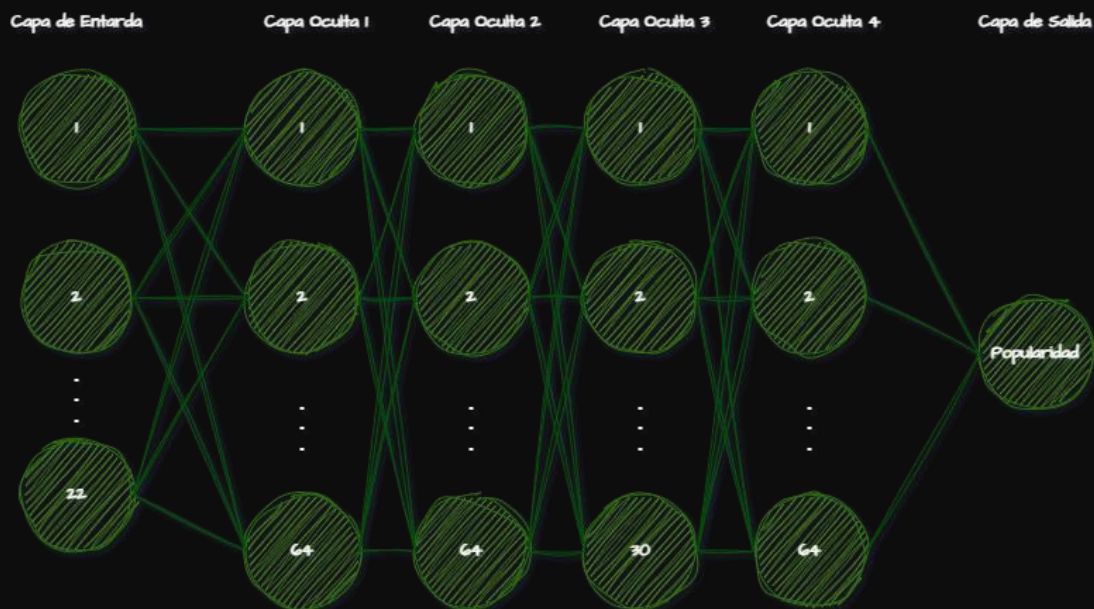 Capa de Entarda Capa Oculta 1 Capa Oculta 2 Capa Oculta 3 Capa Oculta 4 Capa de Salida
1 1 1 1 1
2 2 2 2 2
Popularidad
22
64 64 30 64